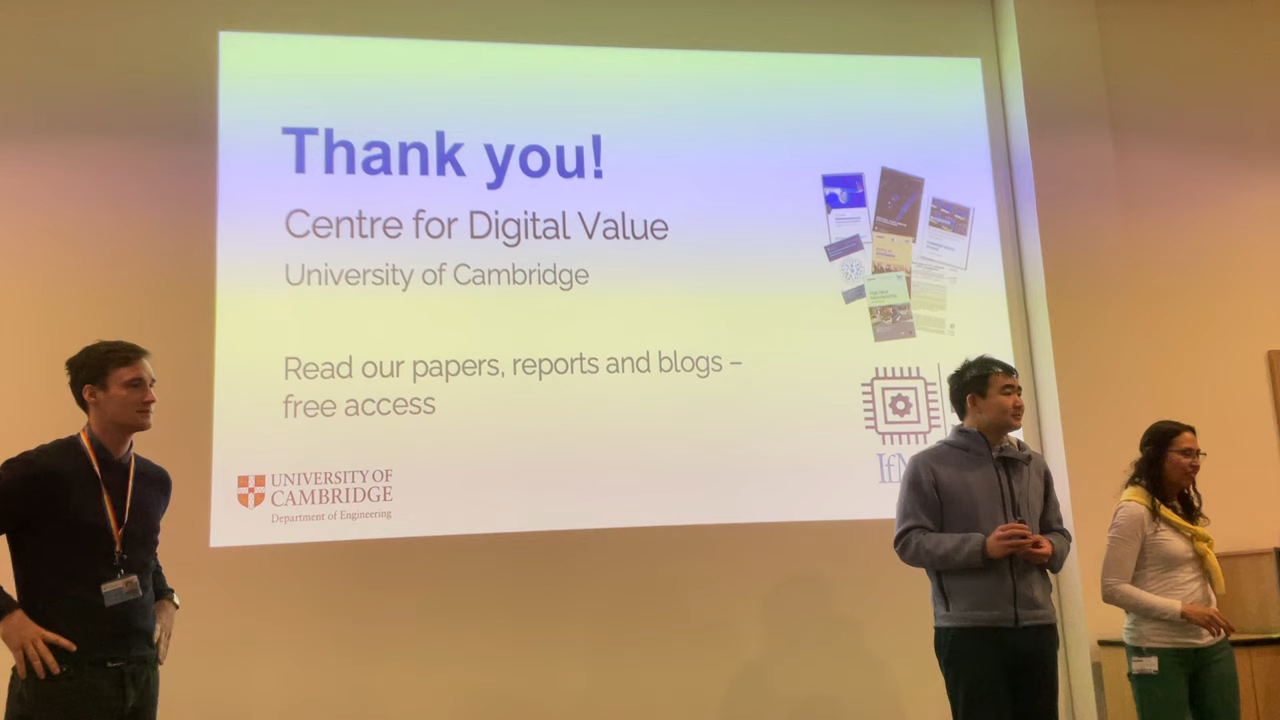 Thank you!
Centre for Digital Value
University of Cambridge
Read our papers, reports and blogs –
free access
UNIVERSITY OF
CAMBRIDGE
Department of Engineering